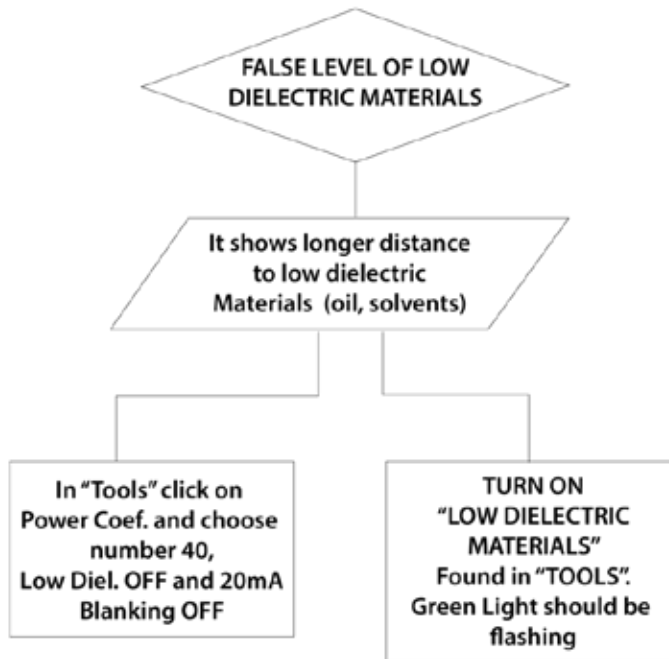 FALSE LEVEL OF LOW
DIELECTRIC MATERIALS
It shows longer distance
to low dielectric
Materials (oil, solvents)
In “Tools” click on
Power Coef. and choose
number 40,
Low Diel. OFF and 20mA
Blanking OFF
TURN ON
“LOW DIELECTRIC
MATERIALS”
Found in “TOOLS”.
Green Light should be
flashing